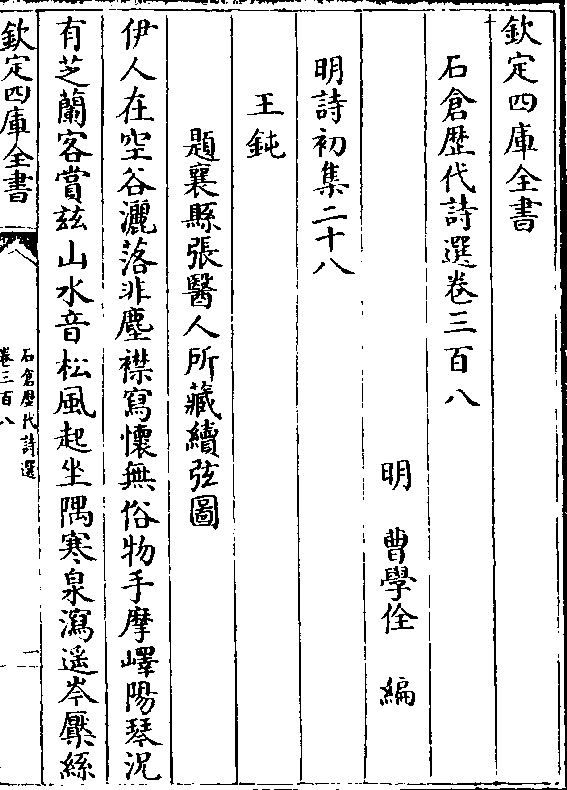 欽定四庫全書
石倉歴代詩選卷三百八
明 曹學佺 編
明詩初集二十八
王鈍
題襄縣張醫人所藏續弦圖
伊人在空谷灑落非塵襟寫懷無俗物手摩嶧陽琴況
有芝蘭客賞兹山水音松風起坐隅寒泉瀉遥岑厭絲
欽定四庫全書
石倉歴代詩選
卷三百八
一